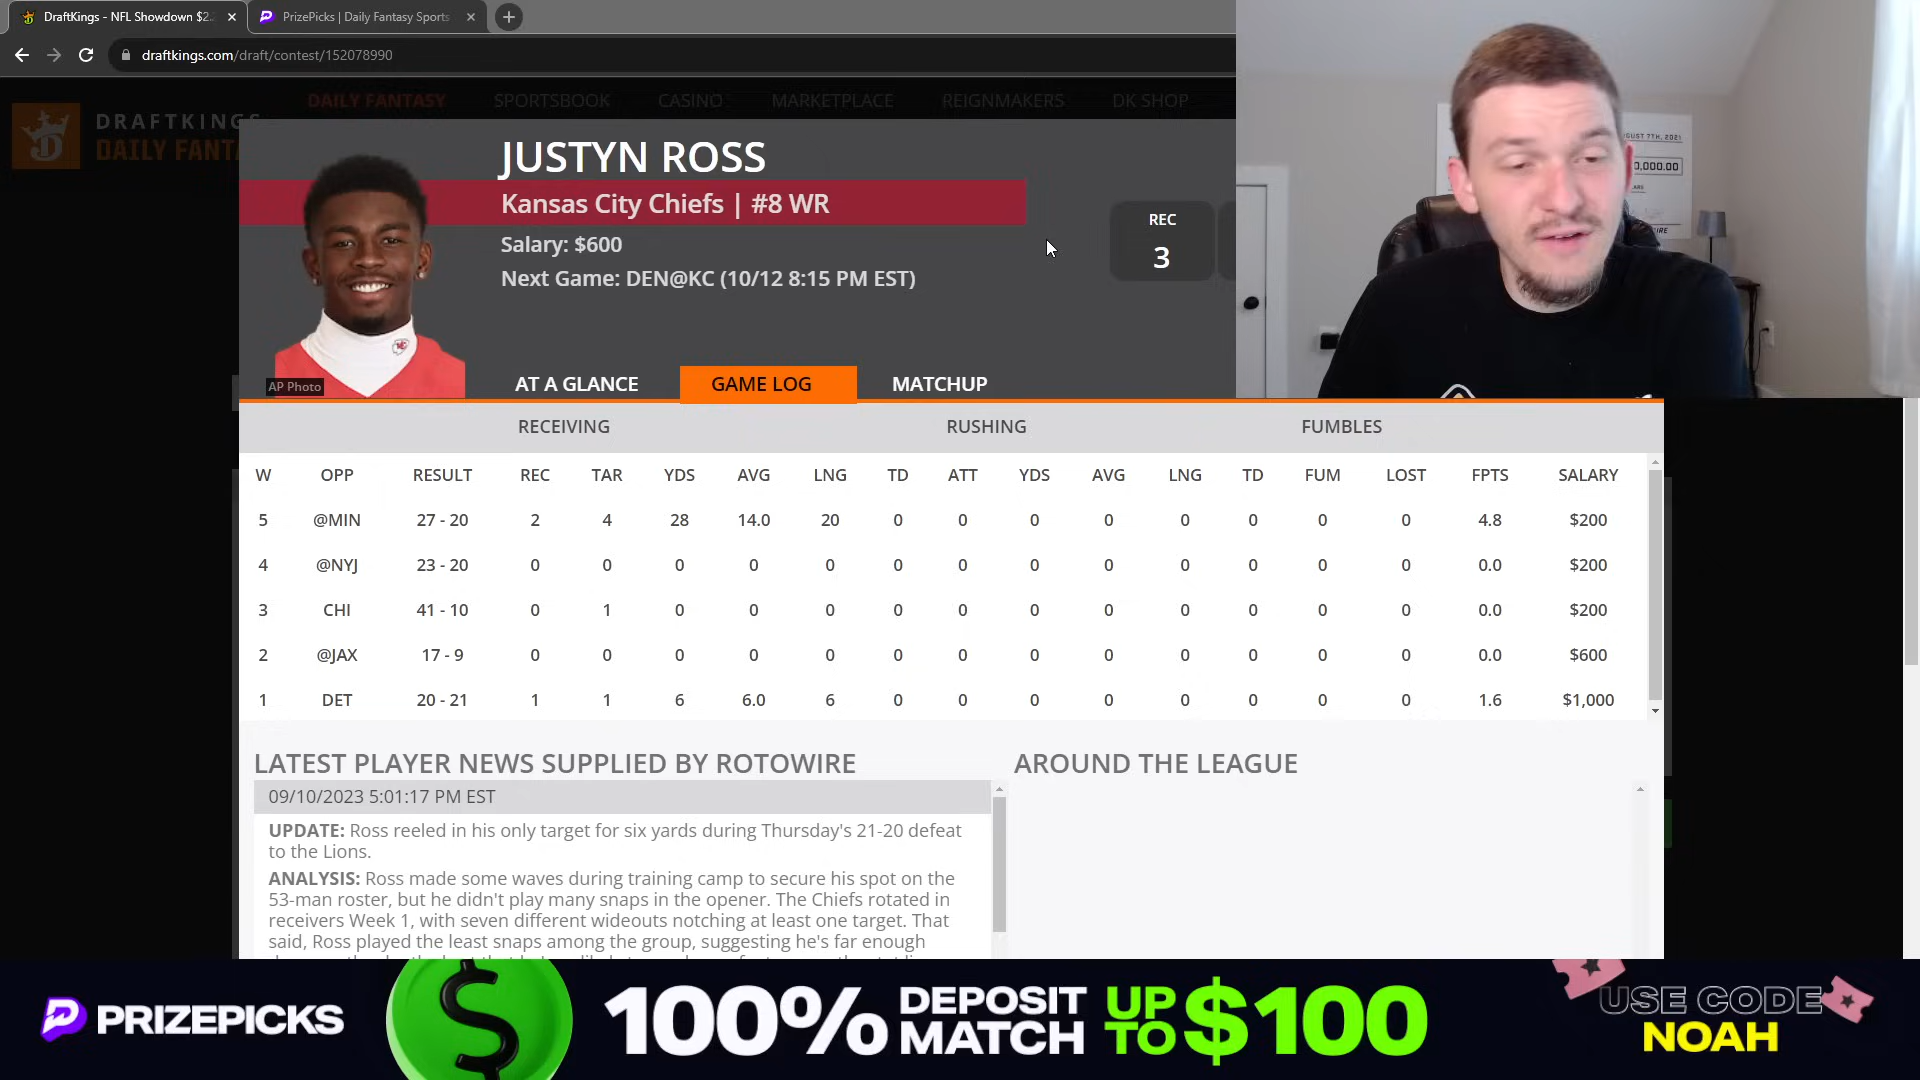 DraftKings - NFL Showdown $2.
PrizePicks | Daily Fantasy Sports
draftkings.com/draft/contest/152078990
DAILY FANTASY SPORTSBOOK CASINO MARKETPLACE REIGNMAKERS DK SHOP
DRAFTKINGS
DAILY FANTA
JUSTYN ROSS
Kansas City Chiefs | #8 WR
Salary: $600
Next Game: DEN@KC (10/12 8:15 PM EST)
REC
3
UGUST 7TH, 2021
0,000.00
AP Photo
AT A GLANCE GAME LOG MATCHUP
RECEIVING RUSHING FUMBLES
W OPP RESULT REC TAR YDS AVG LNG TD ATT YDS AVG LNG TD FUM LOST FPTS SALARY
5 @MIN 27 - 20 2 4 28 14.0 20 0 0 0 0 0 0 0 0 4.8 $200
4 @NYJ 23 - 20 0 0 0 0 0 0 0 0 0 0 0 0 0 0.0 $200
3 CHI 41 - 10 0 1 0 0 0 0 0 0 0 0 0 0 0 0.0 $200
2 @JAX 17 - 9 0 0 0 0 0 0 0 0 0 0 0 0 0 0.0 $600
1 DET 20 - 21 1 1 6 6.0 6 0 0 0 0 0 0 0 0 1.6 $1,000
LATEST PLAYER NEWS SUPPLIED BY ROTOWIRE
AROUND THE LEAGUE
09/10/2023 5:01:17 PM EST
UPDATE: Ross reeled in his only target for six yards during Thursday's 21-20 defeat
to the Lions.
ANALYSIS: Ross made some waves during training camp to secure his spot on the
53-man roster, but he didn't play many snaps in the opener. The Chiefs rotated in
receivers Week 1, with seven different wideouts notching at least one target. That
said, Ross played the least snaps among the group, suggesting he's far enough
PRIZEPICKS
100% DEPOSIT MATCH UP TO $100
USE CODE
NOAH